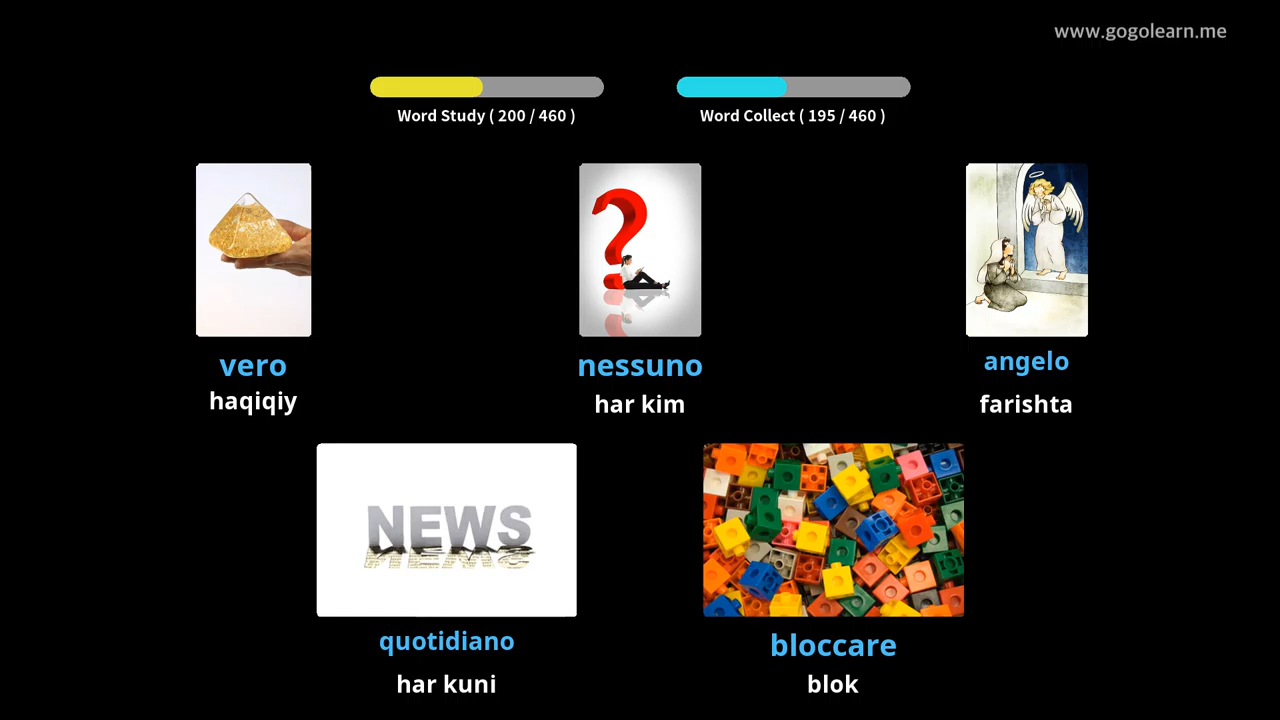 www.gogolearn.me
Word Study ( 200 / 460 )
Word Collect ( 195 / 460 )
vero
haqiqiy
nessuno
har kim
angelo
farishta
NEWS
quotidiano
har kuni
bloccare
blok